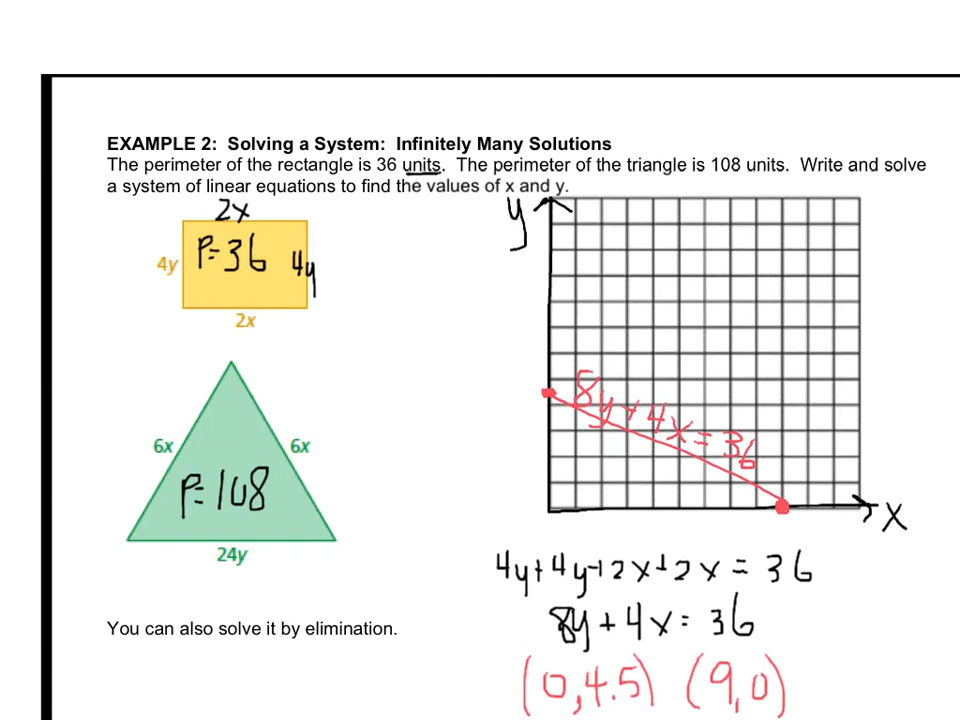 EXAMPLE 2: Solving a System: Infinitely Many Solutions
The perimeter of the rectangle is 36 units. The perimeter of the triangle is 108 units. Write and solve
a system of linear equations to find the values of x and y.
2x
4y P=36 4y
2x
6x 6x
P=108
24y
You can also solve it by elimination.
y
8y+4x=36
x
4y+4y+2x+2x=36
8y+4x=36
(0,4.5) (9,0)